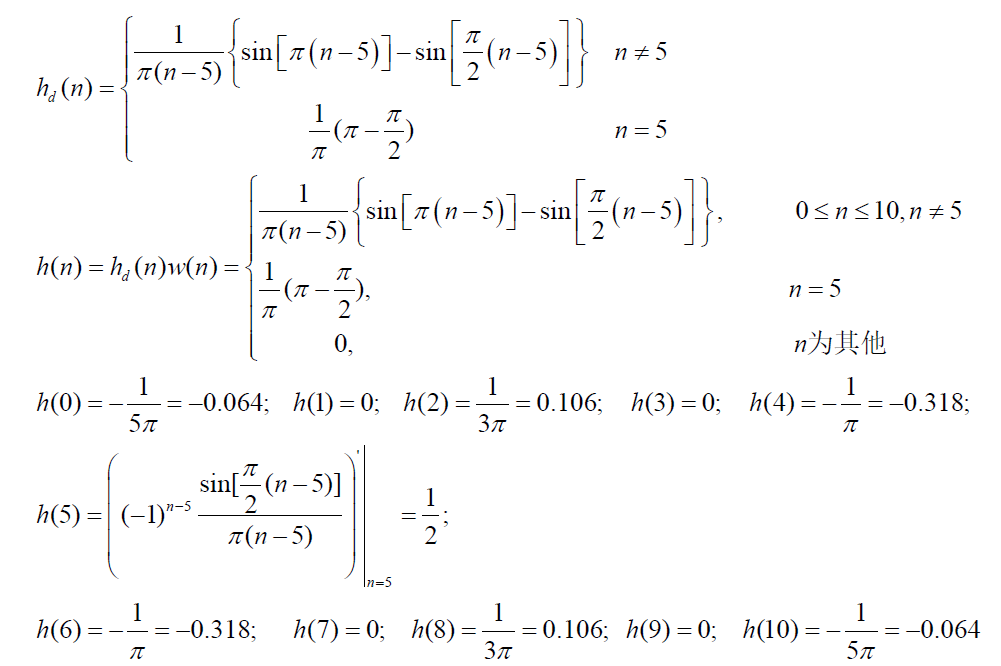 h_d(n) = { 1/(π(n−5)) {sin[π(n−5)] − sin[π/2 (n−5)]} n ≠ 5
1/π (π − π/2) n = 5
h(n) = h_d(n)w(n) = { 1/(π(n−5)) {sin[π(n−5)] − sin[π/2 (n−5)]}, 0 ≤ n ≤ 10, n ≠ 5
1/π (π − π/2), n = 5
0, n为其他
h(0) = −1/(5π) = −0.064; h(1) = 0; h(2) = 1/(3π) = 0.106; h(3) = 0; h(4) = −1/π = −0.318;
h(5) = ((−1)^(n−5) sin[π/2 (n−5)]/(π(n−5)))' |_(n=5) = 1/2;
h(6) = −1/π = −0.318; h(7) = 0; h(8) = 1/(3π) = 0.106; h(9) = 0; h(10) = −1/(5π) = −0.064